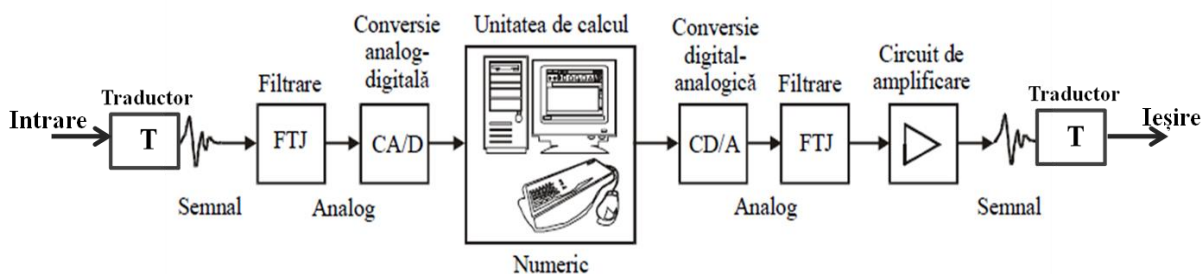 Intrare
Traductor
T
Semnal
Filtrare
FTJ
Analog
Conversie
analog-
digitală
CA/D
Unitatea de calcul
Numeric
Conversie
digital-
analogică
CD/A
Analog
Filtrare
FTJ
Circuit de
amplificare
Semnal
Traductor
T
Ieșire